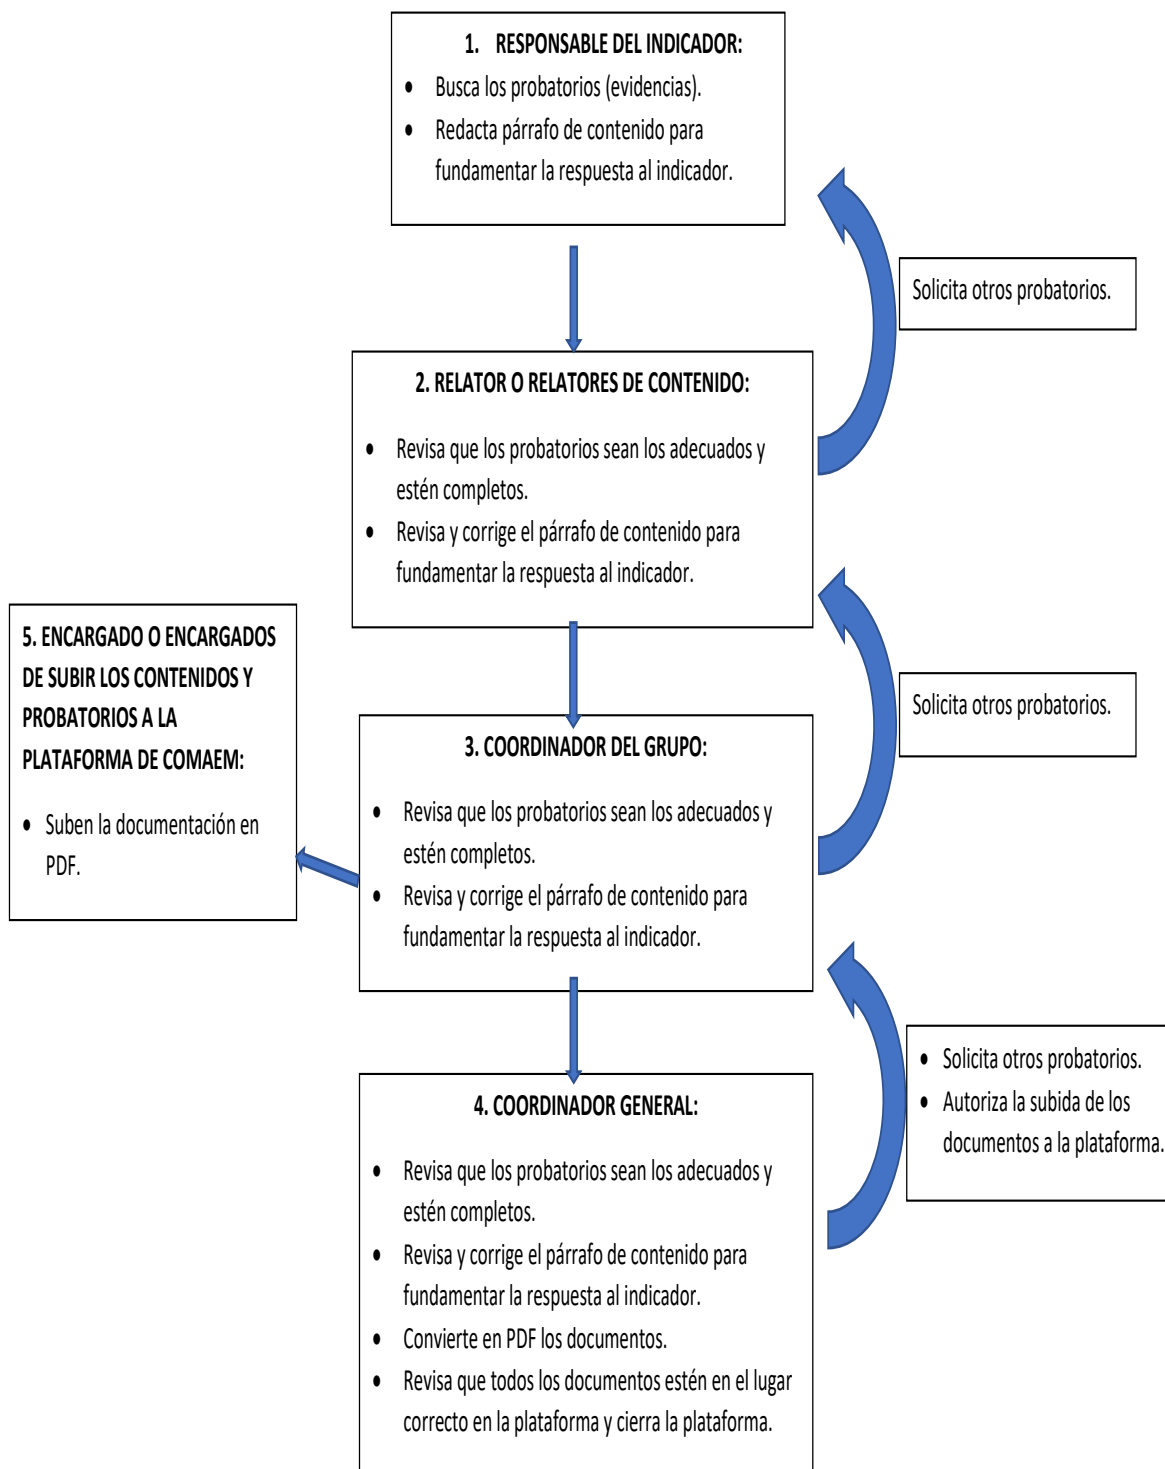 1. RESPONSABLE DEL INDICADOR:
• Busca los probatorios (evidencias).
• Redacta párrafo de contenido para
fundamentar la respuesta al indicador.
Solicita otros probatorios.
2. RELATOR O RELATORES DE CONTENIDO:
• Revisa que los probatorios sean los adecuados y
estén completos.
• Revisa y corrige el párrafo de contenido para
fundamentar la respuesta al indicador.
Solicita otros probatorios.
3. COORDINADOR DEL GRUPO:
• Revisa que los probatorios sean los adecuados y
estén completos.
• Revisa y corrige el párrafo de contenido para
fundamentar la respuesta al indicador.
• Solicita otros probatorios.
• Autoriza la subida de los
documentos a la plataforma.
4. COORDINADOR GENERAL:
• Revisa que los probatorios sean los adecuados y
estén completos.
• Revisa y corrige el párrafo de contenido para
fundamentar la respuesta al indicador.
• Convierte en PDF los documentos.
• Revisa que todos los documentos estén en el lugar
correcto en la plataforma y cierra la plataforma.
5. ENCARGADO O ENCARGADOS
DE SUBIR LOS CONTENIDOS Y
PROBATORIOS A LA
PLATAFORMA DE COMAEM:
• Suben la documentación en
PDF.